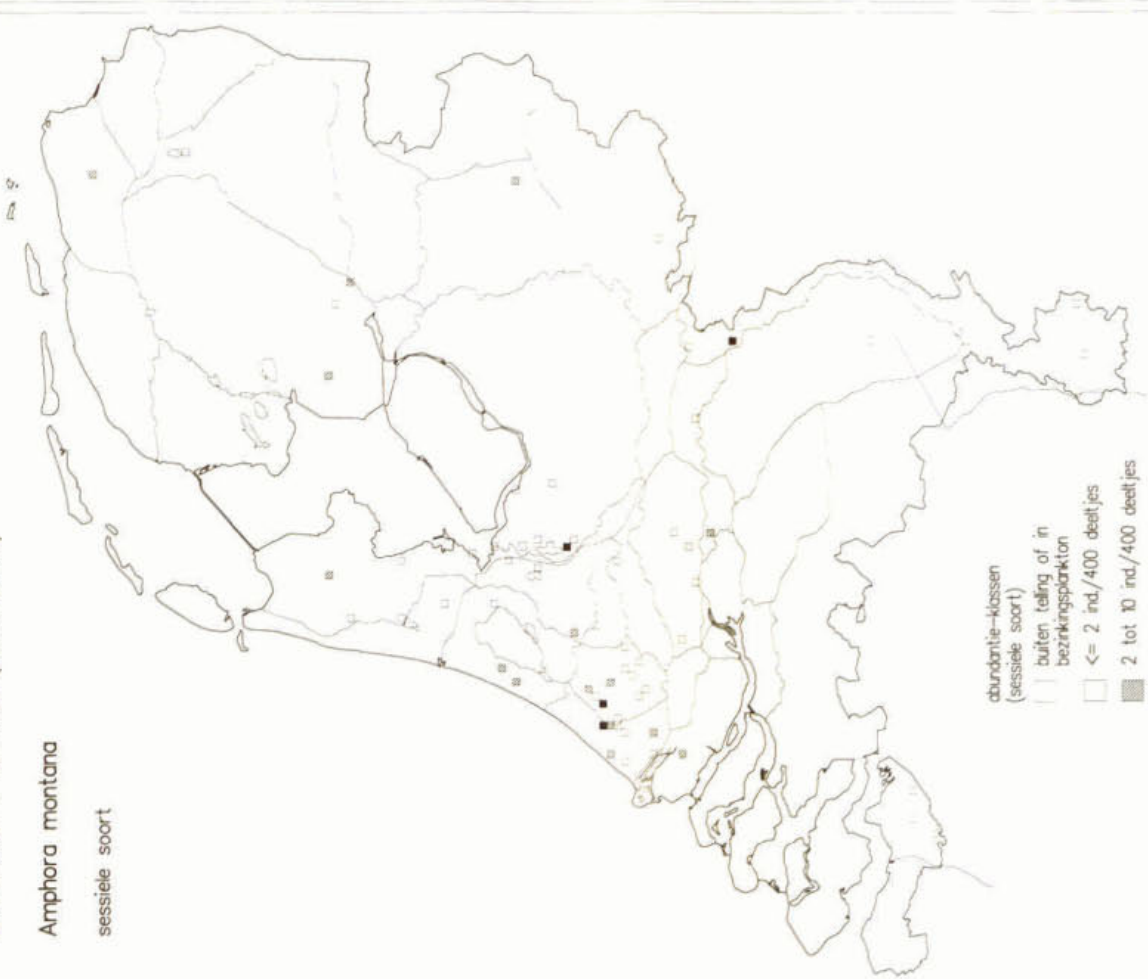 Amphora montana
sessiele soort
abundantie-klassen
(sessiele soort)
buiten telling of in
bezinkingsplankton
<= 2 ind./400 deeltjes
2 tot 10 ind./400 deeltjes